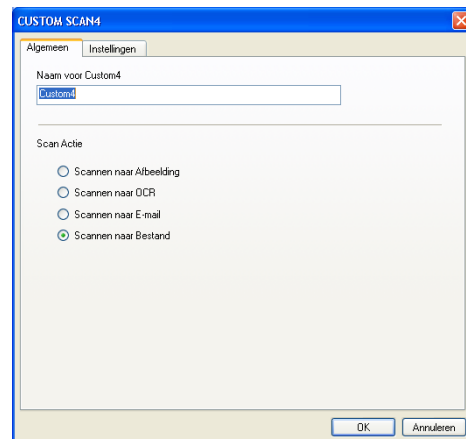 CUSTOM SCAN4
Algemeen Instellingen
Naam voor Custom4
Custom4
Scan Actie
Scannen naar Afbeelding
Scannen naar OCR
Scannen naar E-mail
Scannen naar Bestand
OK Annuleren